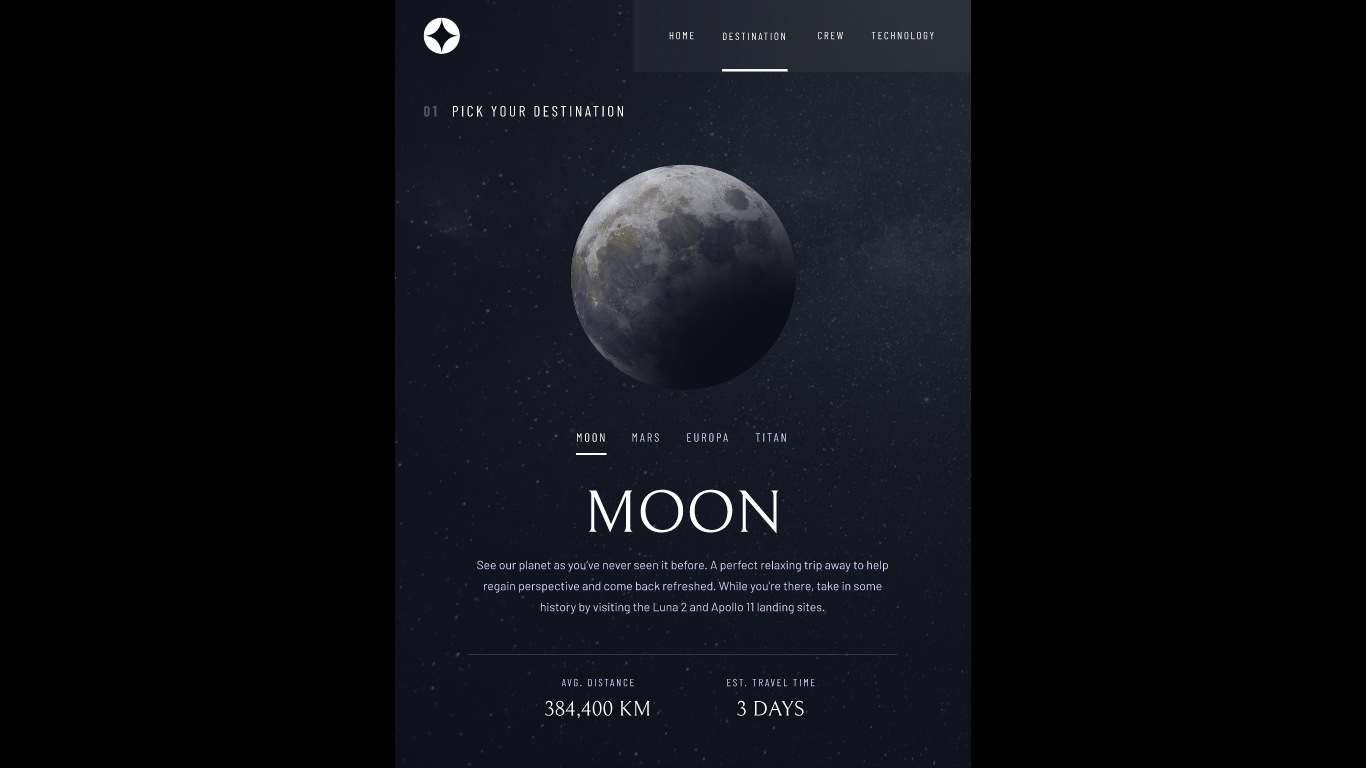 HOME DESTINATION CREW TECHNOLOGY
01 PICK YOUR DESTINATION
MOON MARS EUROPA TITAN
MOON
See our planet as you've never seen it before. A perfect relaxing trip away to help
regain perspective and come back refreshed. While you're there, take in some
history by visiting the Luna 2 and Apollo 11 landing sites.
AVG. DISTANCE EST. TRAVEL TIME
384,400 KM 3 DAYS